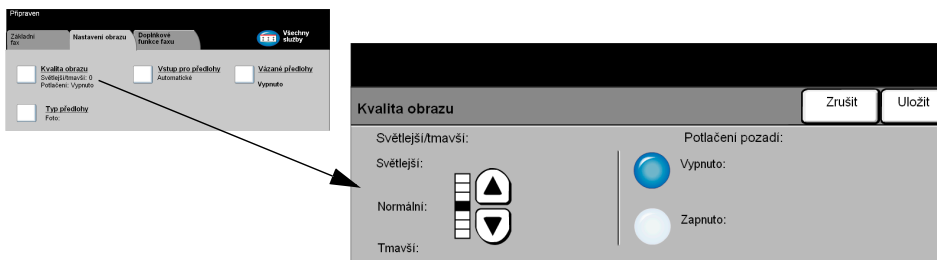 Připraven
Základní fax
Nastavení obrazu
Doplňkové funkce faxu
Všechny služby
Kvalita obrazu
Světlejší/tmavší: 0
Potlačení: Vypnuto
Vstup pro předlohy
Automatické
Vázané předlohy
Vypnuto
Typ předlohy
Foto:
Kvalita obrazu
Zrušit
Uložit
Světlejší/tmavší:
Světlejší:
Normální:
Tmavší:
Potlačení pozadí:
Vypnuto:
Zapnuto: